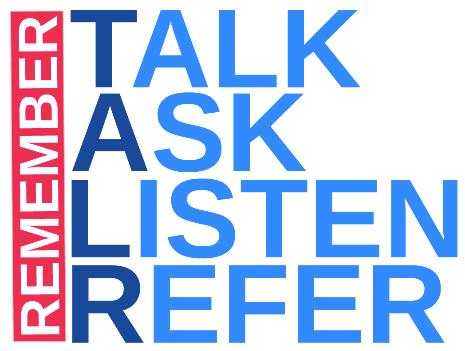 REMEMBER
TALK
ASK
LISTEN
REFER